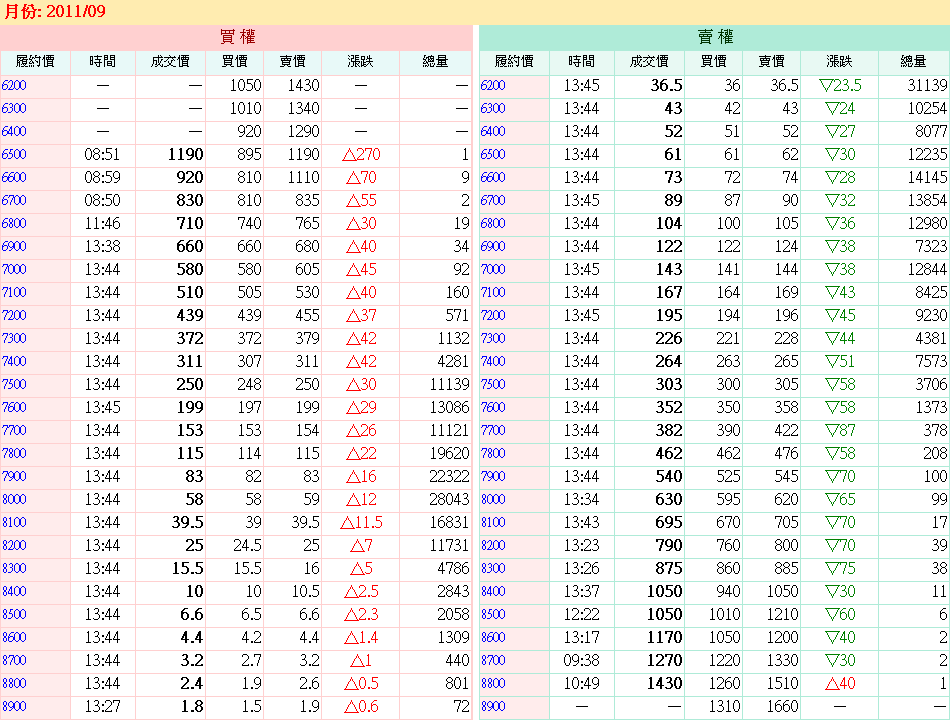 月份: 2011/09
買 權 賣 權
履約價 時間 成交價 買價 賣價 漲跌 總量 履約價 時間 成交價 買價 賣價 漲跌 總量
6200 — — 1050 1430 — — 6200 13:45 36.5 36 36.5 ▽23.5 31139
6300 — — 1010 1340 — — 6300 13:44 43 42 43 ▽24 10254
6400 — — 920 1290 — — 6400 13:44 52 51 52 ▽27 8077
6500 08:51 1190 895 1190 △270 1 6500 13:44 61 61 62 ▽30 12235
6600 08:59 920 810 1110 △70 9 6600 13:44 73 72 74 ▽28 14145
6700 08:50 830 810 835 △55 2 6700 13:45 89 87 90 ▽32 13854
6800 11:46 710 740 765 △30 19 6800 13:44 104 100 105 ▽36 12980
6900 13:38 660 660 680 △40 34 6900 13:44 122 122 124 ▽38 7323
7000 13:44 580 580 605 △45 92 7000 13:45 143 141 144 ▽38 12844
7100 13:44 510 505 530 △40 160 7100 13:44 167 164 169 ▽43 8425
7200 13:44 439 439 455 △37 571 7200 13:45 195 194 196 ▽45 9230
7300 13:44 372 372 379 △42 1132 7300 13:44 226 221 228 ▽44 4381
7400 13:44 311 307 311 △42 4281 7400 13:44 264 263 265 ▽51 7573
7500 13:44 250 248 250 △30 11139 7500 13:44 303 300 305 ▽58 3706
7600 13:45 199 197 199 △29 13086 7600 13:44 352 350 358 ▽58 1373
7700 13:44 153 153 154 △26 11121 7700 13:44 382 390 422 ▽87 378
7800 13:44 115 114 115 △22 19620 7800 13:44 462 462 476 ▽58 208
7900 13:44 83 82 83 △16 22322 7900 13:44 540 525 545 ▽70 100
8000 13:44 58 58 59 △12 28043 8000 13:34 630 595 620 ▽65 99
8100 13:44 39.5 39 39.5 △11.5 16831 8100 13:43 695 670 705 ▽70 17
8200 13:44 25 24.5 25 △7 11731 8200 13:23 790 760 800 ▽70 39
8300 13:44 15.5 15.5 16 △5 4786 8300 13:26 875 860 885 ▽75 38
8400 13:44 10 10 10.5 △2.5 2843 8400 13:37 1050 940 1050 ▽30 11
8500 13:44 6.6 6.5 6.6 △2.3 2058 8500 12:22 1050 1010 1210 ▽60 6
8600 13:44 4.4 4.2 4.4 △1.4 1309 8600 13:17 1170 1050 1200 ▽40 2
8700 13:44 3.2 2.7 3.2 △1 440 8700 09:38 1270 1220 1330 ▽30 2
8800 13:44 2.4 1.9 2.6 △0.5 801 8800 10:49 1430 1260 1510 △40 1
8900 13:27 1.8 1.5 1.9 △0.6 72 8900 — — 1310 1660 — —